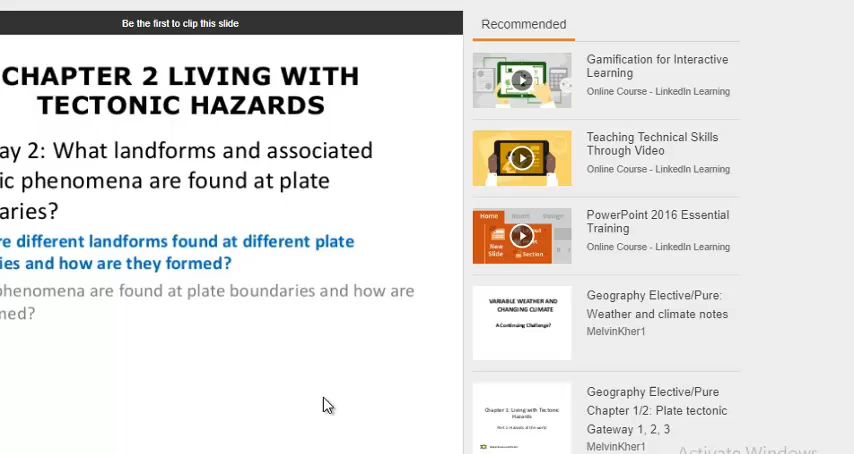 Be the first to clip this slide
CHAPTER 2 LIVING WITH
TECTONIC HAZARDS
ay 2: What landforms and associated
ic phenomena are found at plate
aries?
re different landforms found at different plate
ies and how are they formed?
phenomena are found at plate boundaries and how are
med?
Recommended
Gamification for Interactive
Learning
Online Course - LinkedIn Learning
Teaching Technical Skills
Through Video
Online Course - LinkedIn Learning
Home Insert Design
New
Slide
Layout
Section
PowerPoint 2016 Essential
Training
Online Course - LinkedIn Learning
VARIABLE WEATHER AND
CHANGING CLIMATE
A Continuing Challenge?
Geography Elective/Pure:
Weather and climate notes
MelvinKher1
Chapter 1: Living with Tectonic
Hazards
Geography Elective/Pure
Chapter 1/2: Plate tectonic
Gateway 1, 2, 3
MelvinKher1
Activate Windows